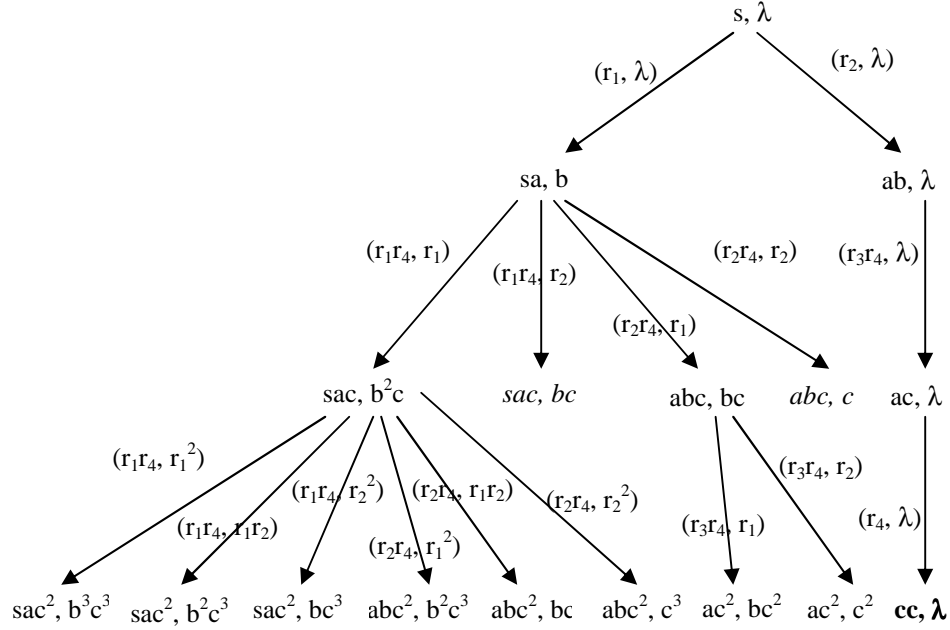 s, λ
(r₁, λ)
(r₂, λ)
sa, b
ab, λ
(r₁r₄, r₁)
(r₁r₄, r₂)
(r₂r₄, r₁)
(r₂r₄, r₂)
(r₃r₄, λ)
sac, b²c
sac, bc
abc, bc
abc, c
ac, λ
(r₁r₄, r₁²)
(r₁r₄, r₁r₂)
(r₁r₄, r₂²)
(r₂r₄, r₁²)
(r₂r₄, r₁r₂)
(r₂r₄, r₂²)
(r₃r₄, r₁)
(r₃r₄, r₂)
(r₄, λ)
sac², b³c³
sac², b²c³
sac², bc³
abc², b²c³
abc², bc
abc², c³
ac², bc²
ac², c²
cc, λ